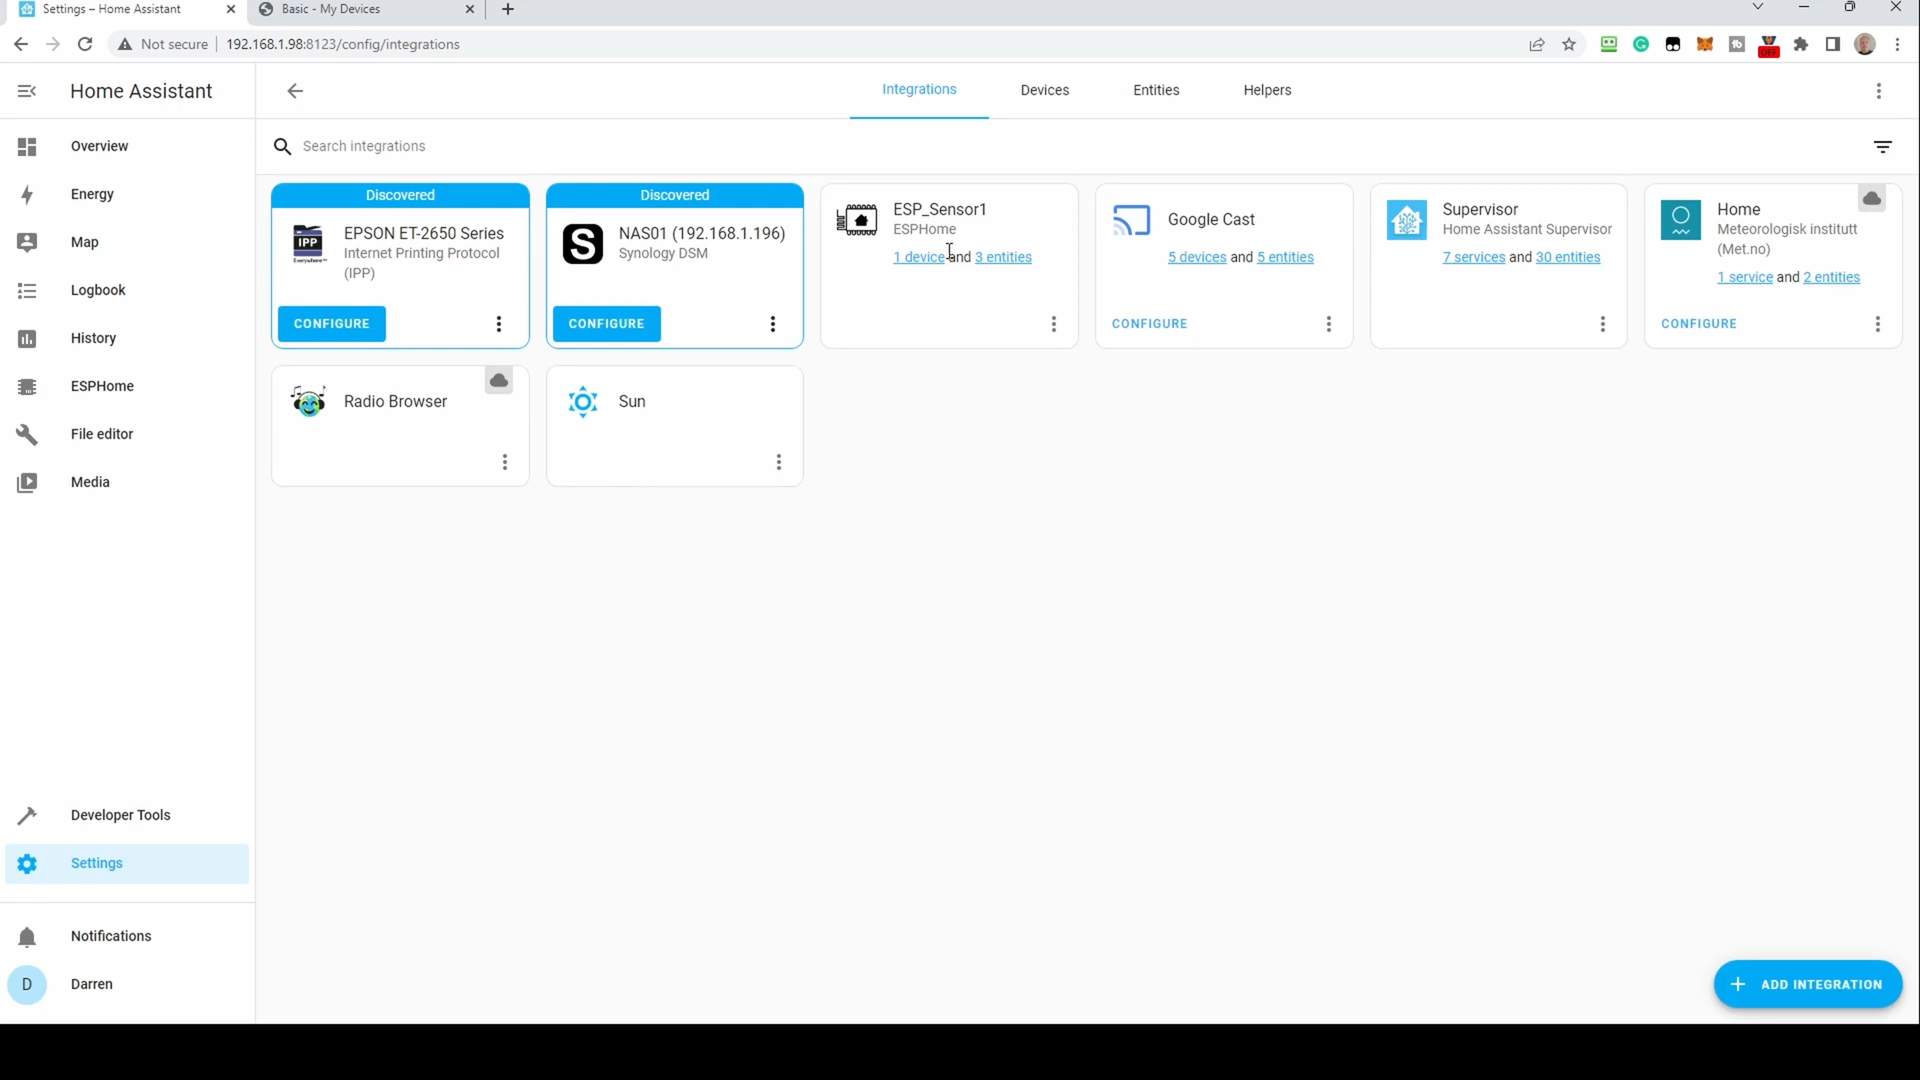 Settings – Home Assistant
Basic - My Devices
Not secure
192.168.1.98:8123/config/integrations
OFF
Home Assistant
Integrations
Devices
Entities
Helpers
Overview
Energy
Map
Logbook
History
ESPHome
File editor
Media
Developer Tools
Settings
Notifications
D
Darren
Search integrations
Discovered
IPP
Everywhere
EPSON ET-2650 Series
Internet Printing Protocol
(IPP)
CONFIGURE
Discovered
S
NAS01 (192.168.1.196)
Synology DSM
CONFIGURE
ESP_Sensor1
ESPHome
1 device and 3 entities
Google Cast
5 devices and 5 entities
CONFIGURE
Supervisor
Home Assistant Supervisor
7 services and 30 entities
Home
Meteorologisk institutt
(Met.no)
1 service and 2 entities
CONFIGURE
Radio Browser
Sun
ADD INTEGRATION